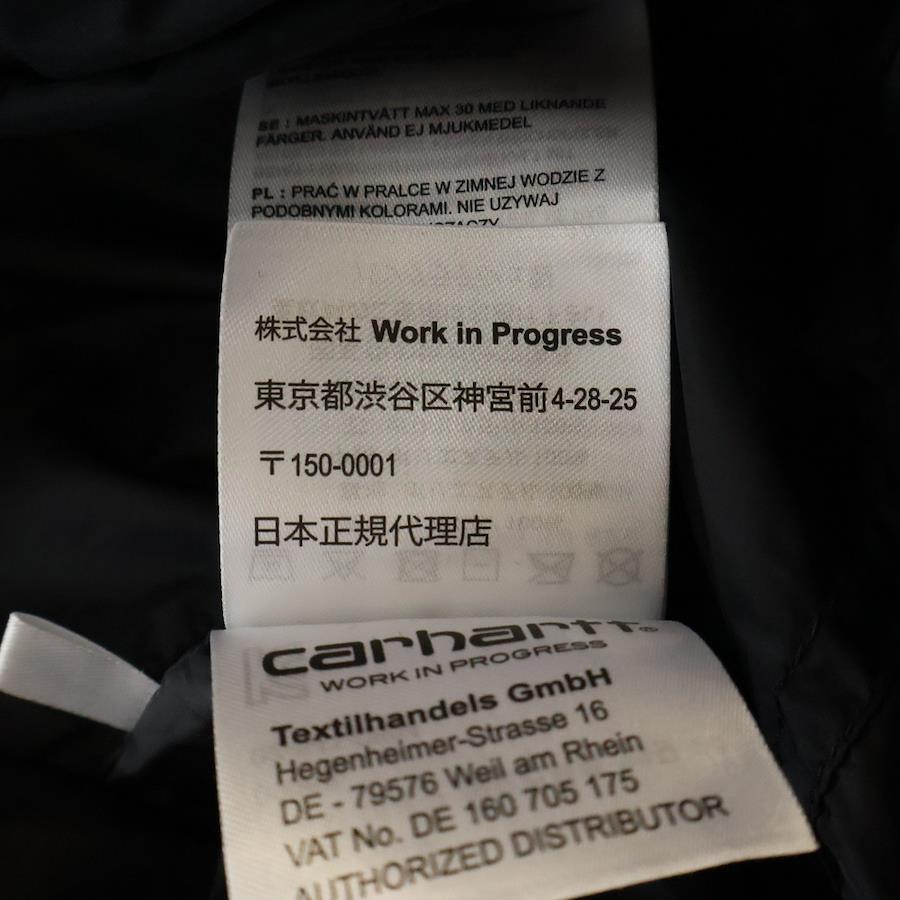 SE : MASKINTVÄTT MAX 30 MED LIKNANDE
FÄRGER. ANVÄND EJ MJUKMEDEL
PL : PRAĆ W PRALCE W ZIMNEJ WODZIE Z
PODOBNYMI KOLORAMI. NIE UZYWAJ
株式会社 Work in Progress
東京都渋谷区神宮前4-28-25
〒150-0001
日本正規代理店
carhartt®
WORK IN PROGRESS
Textilhandels GmbH
Hegenheimer-Strasse 16
DE - 79576 Weil am Rhein
VAT No. DE 160 705 175
AUTHORIZED DISTRIBUTOR